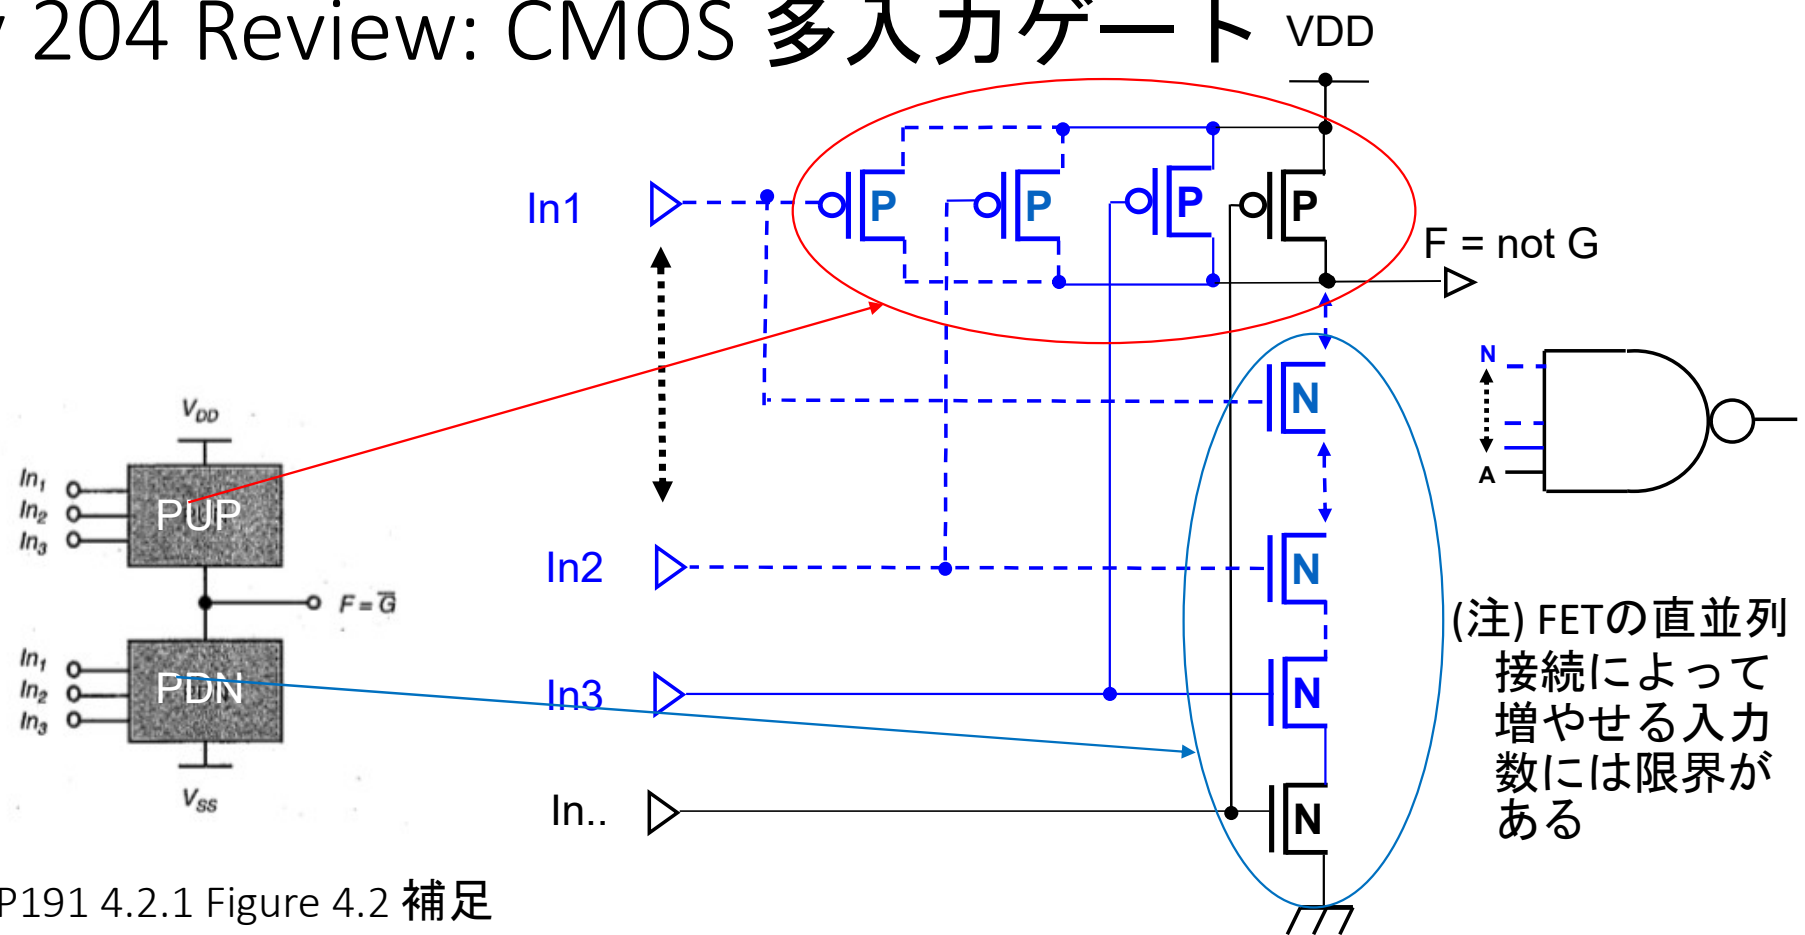 204 Review: CMOS 多入力ゲート
VDD
In1
P
P
P
P
F = not G
N
N
A
VDD
In1
In2
In3
PUP
F = G
In1
In2
In3
PDN
VSS
In2
N
In3
N
In..
N
(注) FETの直並列
接続によって
増やせる入力
数には限界が
ある
P191 4.2.1 Figure 4.2 補足